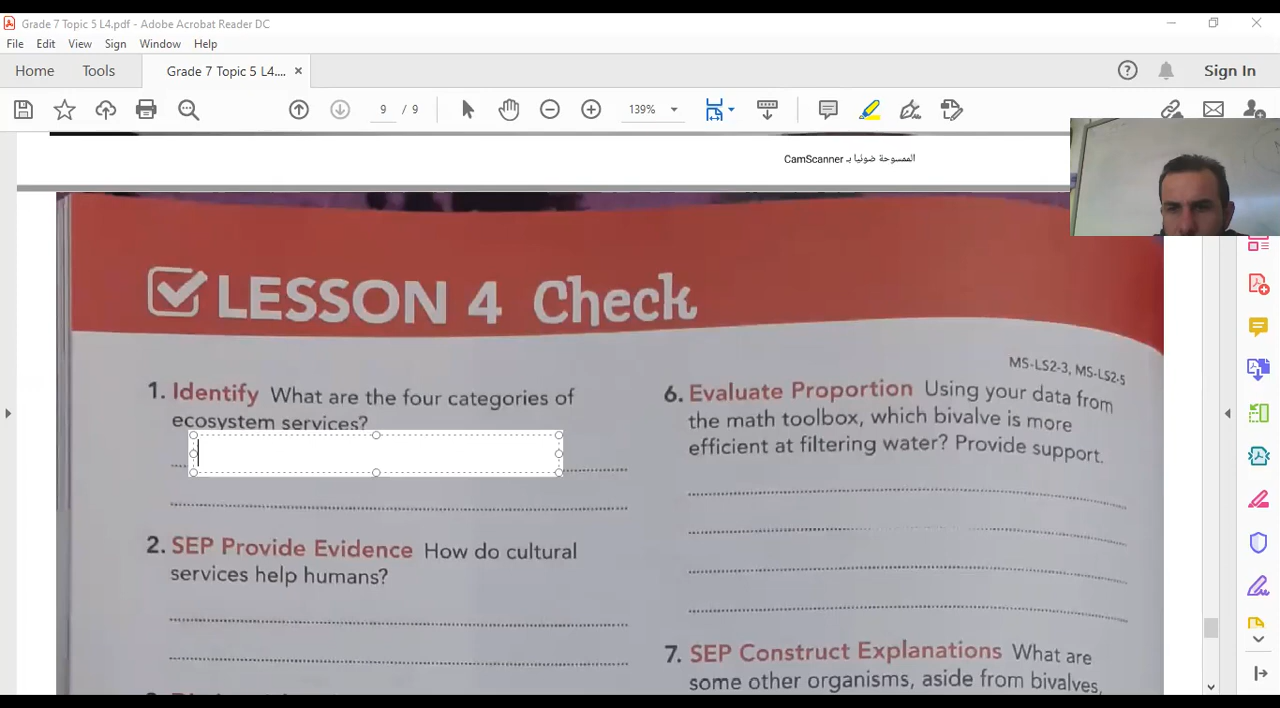 Grade 7 Topic 5 L4.pdf - Adobe Acrobat Reader DC
File Edit View Sign Window Help
Home Tools Grade 7 Topic 5 L4.... × Sign In
9 / 9 139%
الممسوحة ضوئيا بـ CamScanner
LESSON 4 Check
MS-LS2-3, MS-LS2-5
1. Identify What are the four categories of
ecosystem services?
2. SEP Provide Evidence How do cultural
services help humans?
6. Evaluate Proportion Using your data from
the math toolbox, which bivalve is more
efficient at filtering water? Provide support.
7. SEP Construct Explanations What are
some other organisms, aside from bivalves,